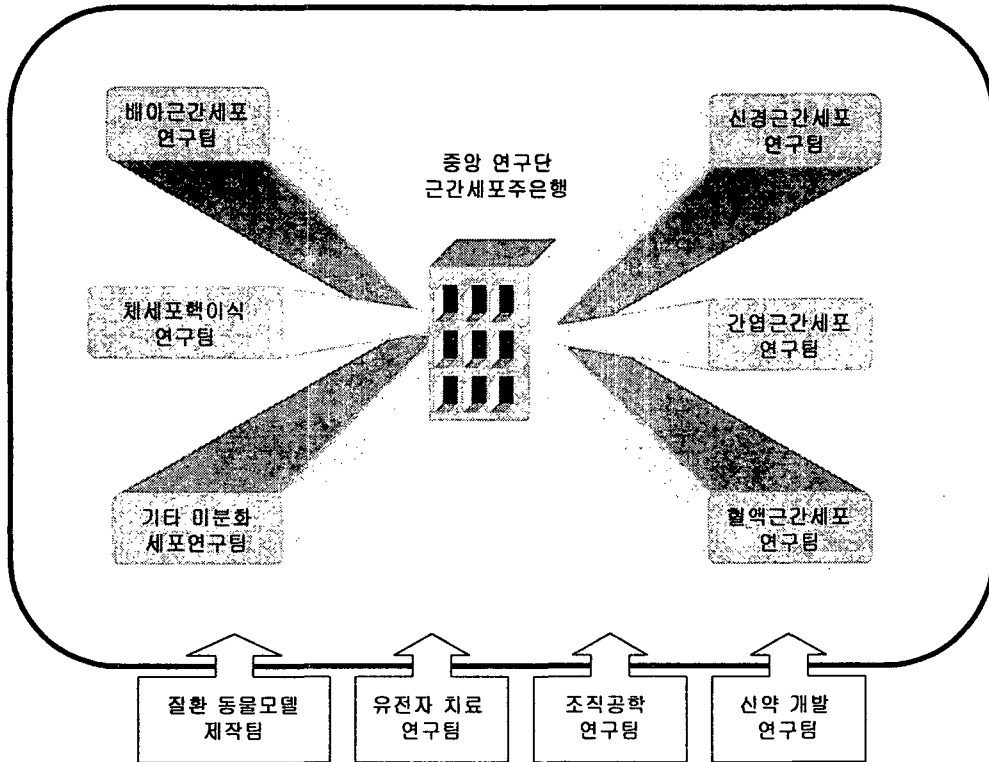 배아근간세포
연구팀
신경근간세포
연구팀
중앙 연구단
근간세포주은행
체세포핵이식
연구팀
간엽근간세포
연구팀
기타 미분화
세포연구팀
혈액근간세포
연구팀
질환 동물모델
제작팀
유전자 치료
연구팀
조직공학
연구팀
신약 개발
연구팀